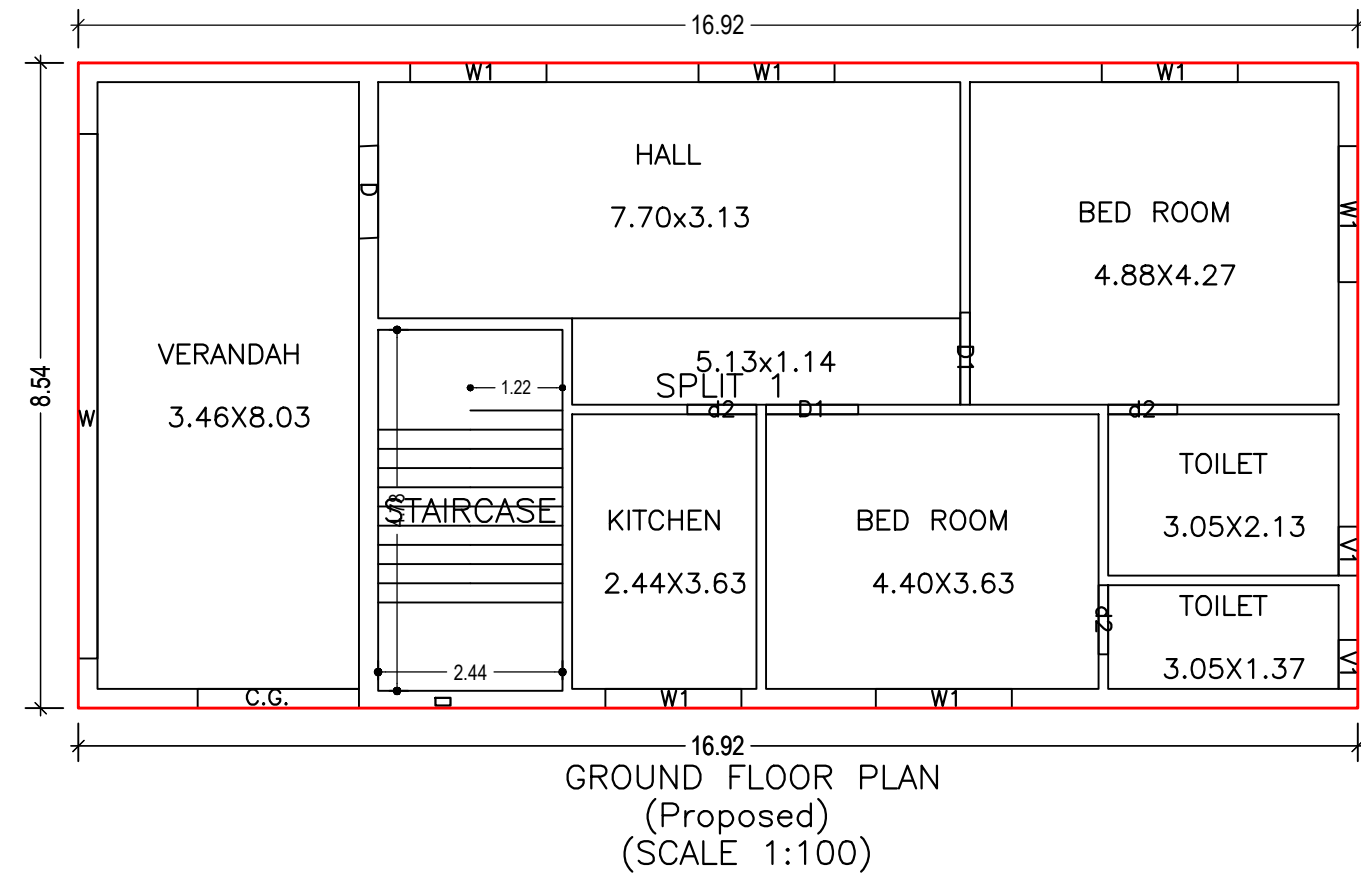 16.92
W1 W1 W1
HALL
7.70x3.13
D
BED ROOM
4.88X4.27
W1
8.54
VERANDAH
3.46X8.03
W
5.13x1.14
SPLIT 1
D1
1.22
d2 D1 d2
STAIRCASE
KITCHEN
2.44X3.63
BED ROOM
4.40X3.63
TOILET
3.05X2.13
V1
d2
TOILET
3.05X1.37
V1
2.44
C.G. W1 W1
16.92
GROUND FLOOR PLAN
(Proposed)
(SCALE 1:100)